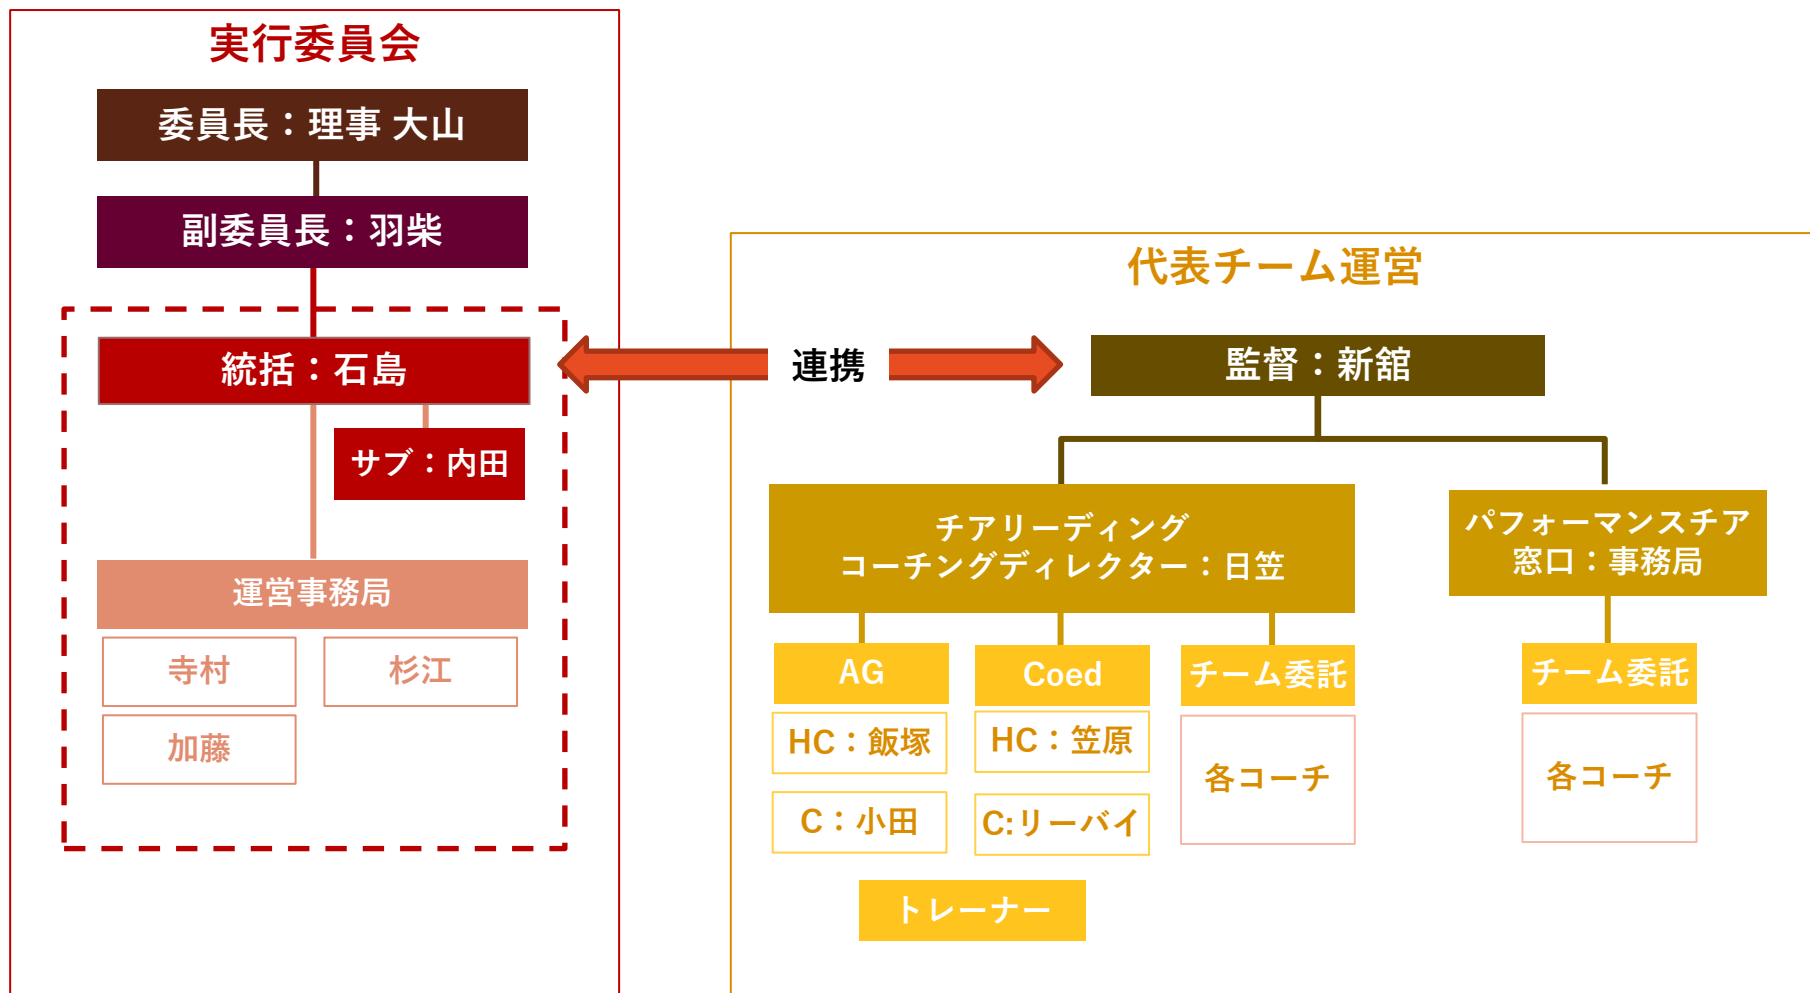 実行委員会
委員長：理事 大山
副委員長：羽柴
統括：石島
サブ：内田
運営事務局
寺村
杉江
加藤
連携
代表チーム運営
監督：新舘
チアリーディング
コーチングディレクター：日笠
パフォーマンスチア
窓口：事務局
AG
Coed
チーム委託
チーム委託
HC：飯塚
HC：笠原
各コーチ
各コーチ
C：小田
C:リーバイ
トレーナー